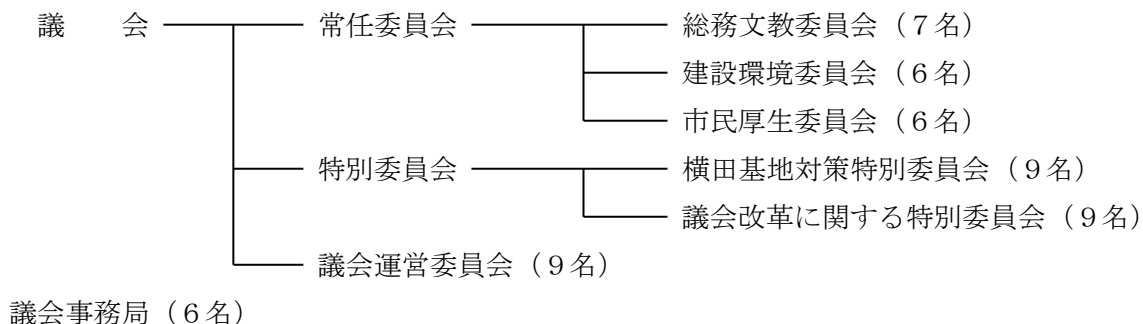 議　会　常任委員会　総務文教委員会（７名）
建設環境委員会（６名）
市民厚生委員会（６名）
特別委員会　横田基地対策特別委員会（９名）
議会改革に関する特別委員会（９名）
議会運営委員会（９名）
議会事務局（６名）